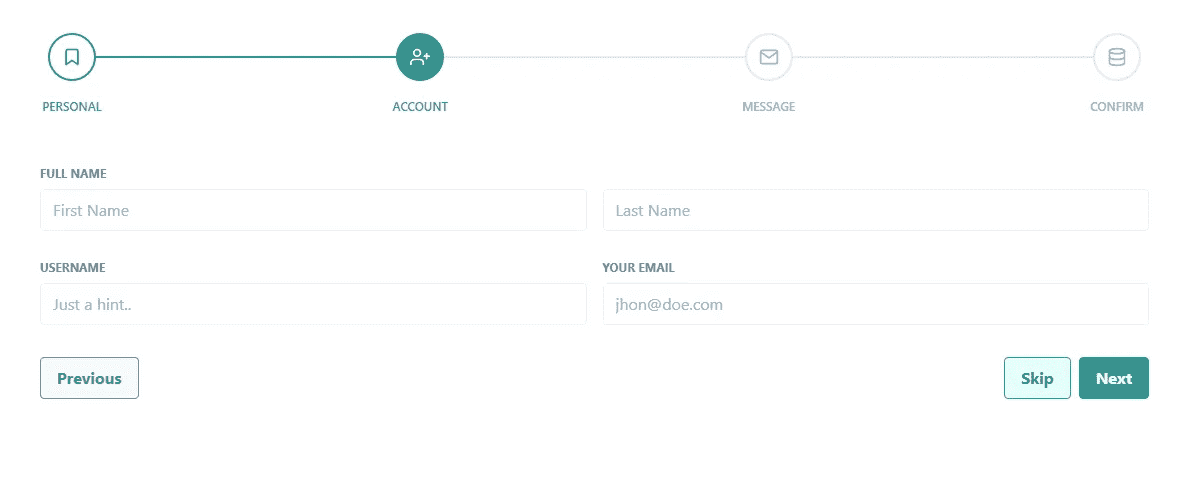 PERSONAL
ACCOUNT
MESSAGE
CONFIRM
FULL NAME
First Name
Last Name
USERNAME
YOUR EMAIL
Just a hint..
jhon@doe.com
Previous
Skip
Next